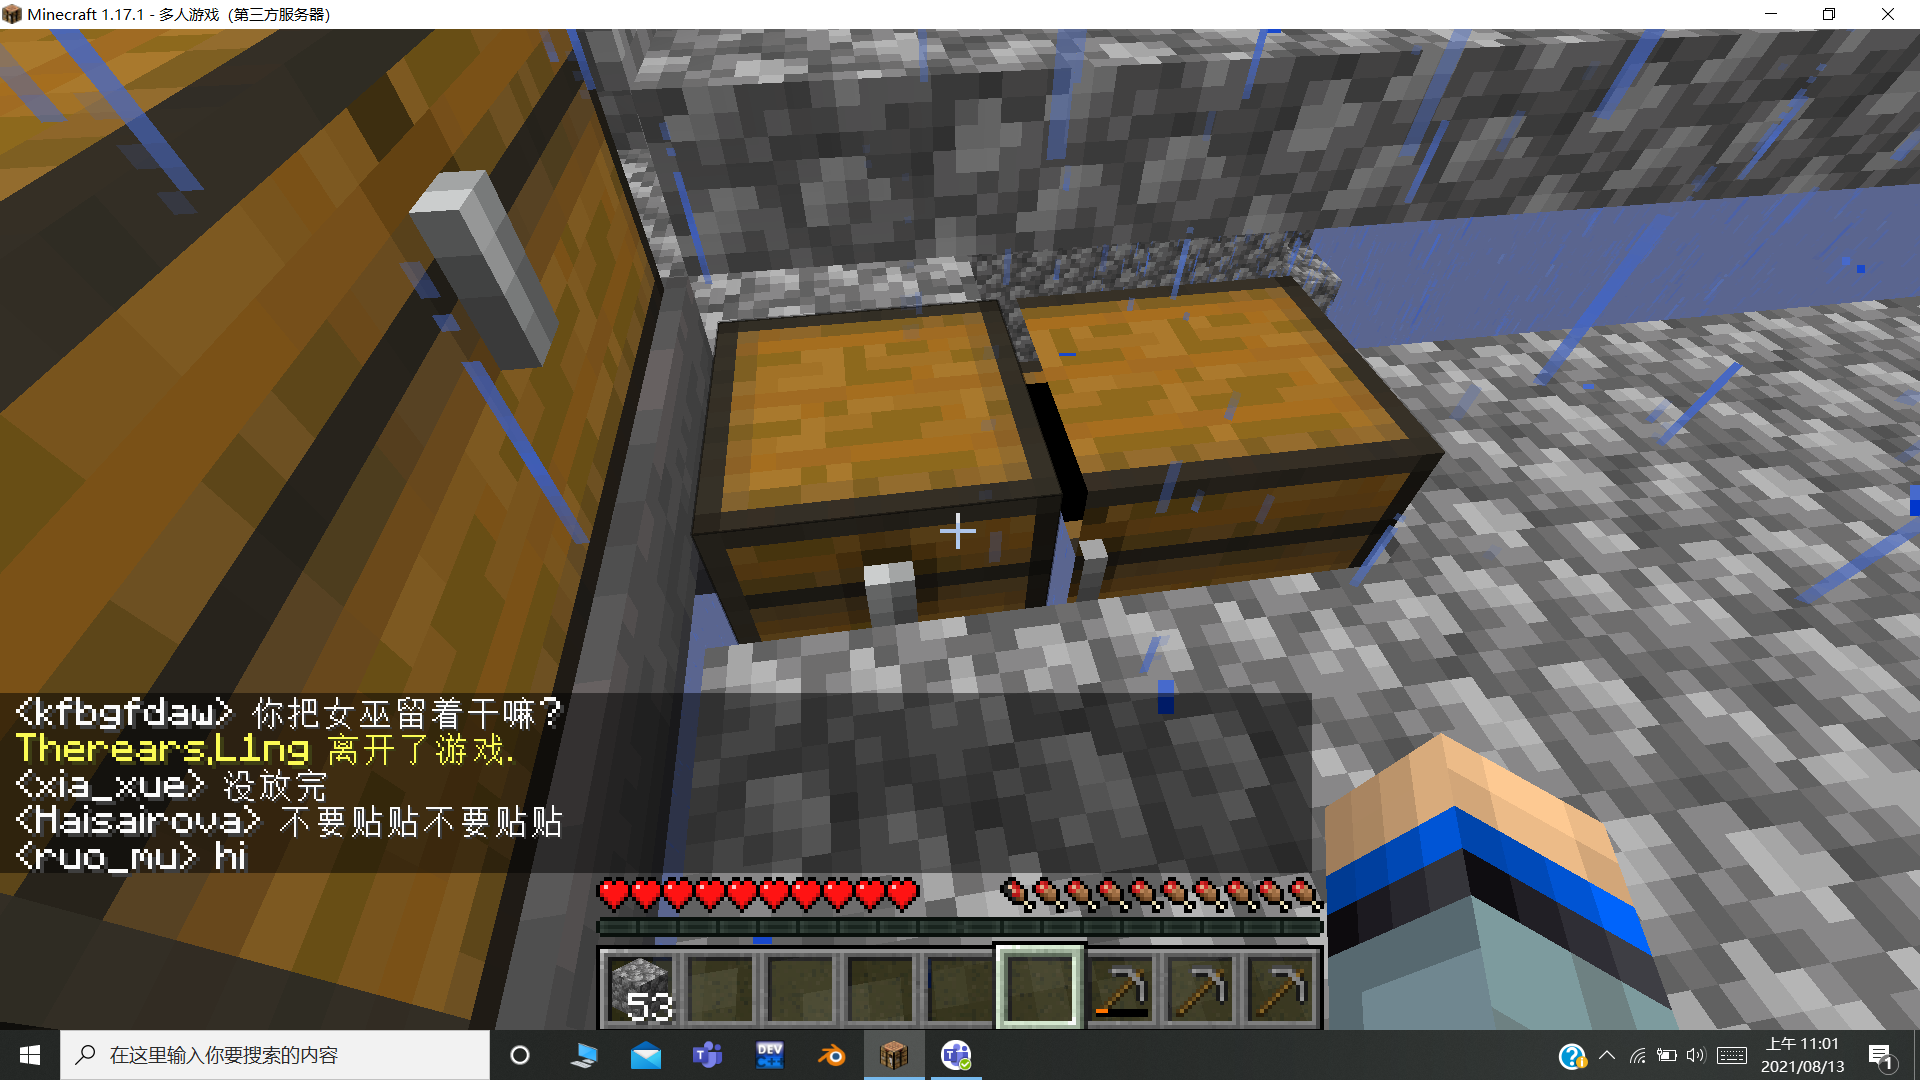 Minecraft 1.17.1 - 多人游戏（第三方服务器）
<kfbgfdaw> 你把女巫留着干嘛？
Therears,L1ng 离开了游戏.
<xia_xue> 没放完
<Haisairova> 不要贴贴不要贴贴
<ruo_mu> hi
53
在这里输入你要搜索的内容
DEV
C++
上午 11:01
2021/08/13
1